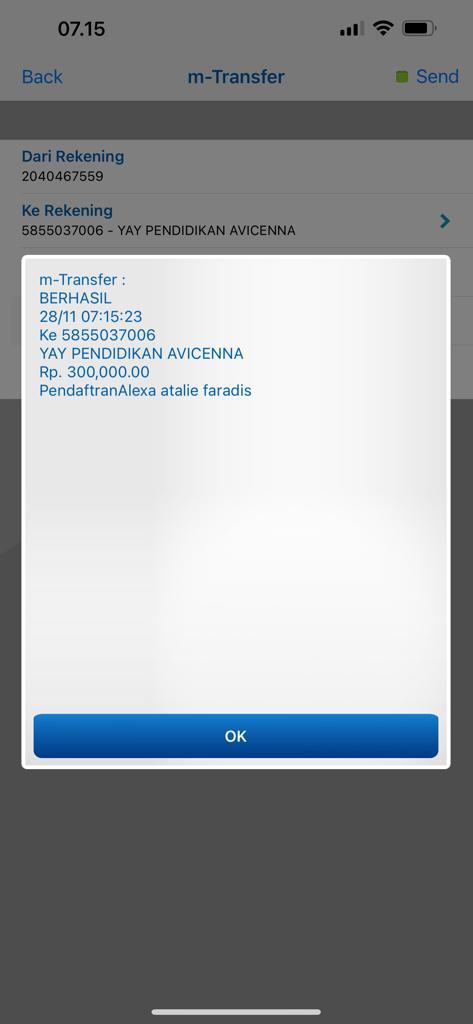 07.15
Back
m-Transfer
Send
Dari Rekening
2040467559
Ke Rekening
5855037006 - YAY PENDIDIKAN AVICENNA
m-Transfer :
BERHASIL
28/11 07:15:23
Ke 5855037006
YAY PENDIDIKAN AVICENNA
Rp. 300,000.00
PendaftranAlexa atalie faradis
OK